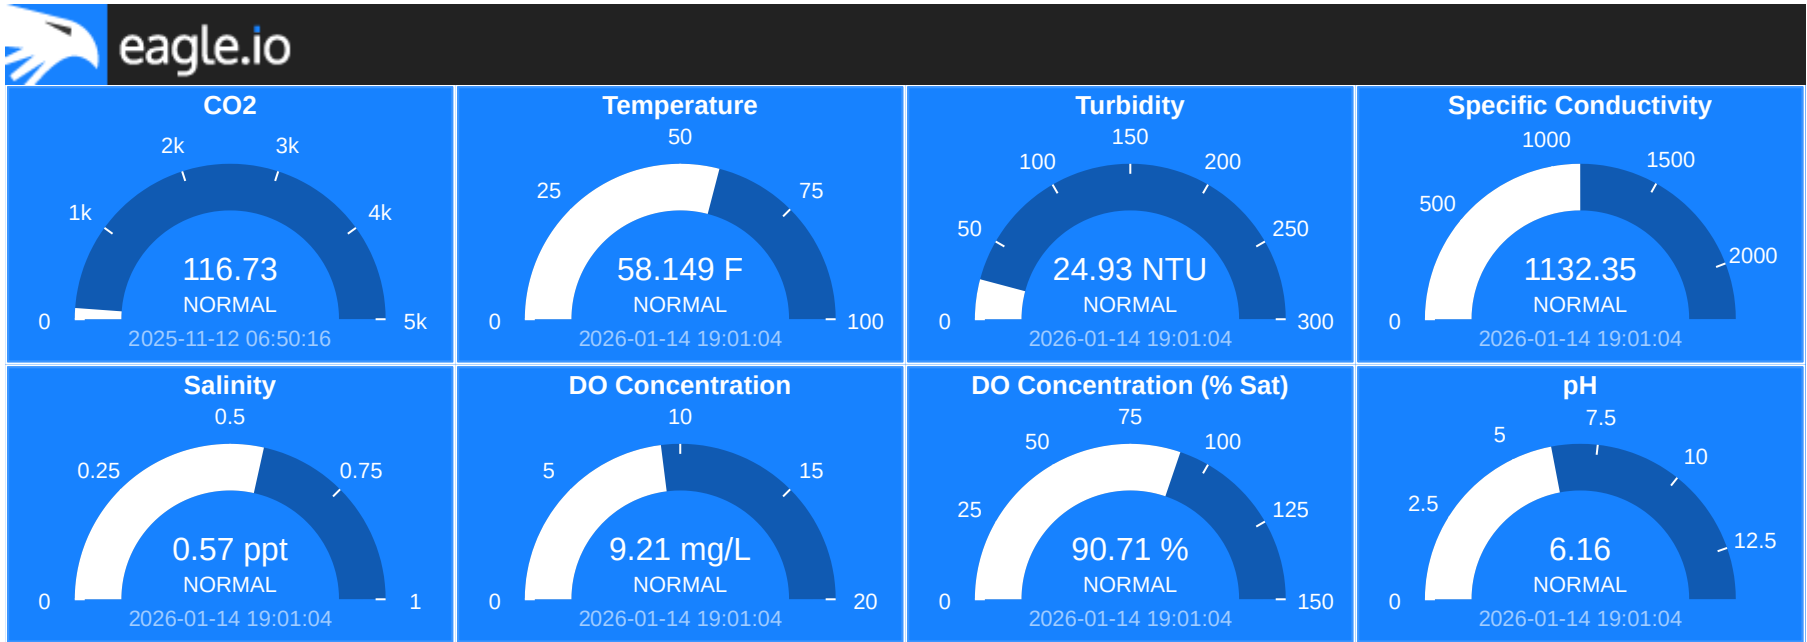 eagle.io
CO2
0
1k
2k
3k
4k
5k
116.73
NORMAL
2025-11-12 06:50:16
Temperature
0
25
50
75
100
58.149 F
NORMAL
2026-01-14 19:01:04
Turbidity
0
50
100
150
200
250
300
24.93 NTU
NORMAL
2026-01-14 19:01:04
Specific Conductivity
0
500
1000
1500
2000
1132.35
NORMAL
2026-01-14 19:01:04
Salinity
0
0.25
0.5
0.75
1
0.57 ppt
NORMAL
2026-01-14 19:01:04
DO Concentration
0
5
10
15
20
9.21 mg/L
NORMAL
2026-01-14 19:01:04
DO Concentration (% Sat)
0
25
50
75
100
125
150
90.71 %
NORMAL
2026-01-14 19:01:04
pH
0
2.5
5
7.5
10
12.5
6.16
NORMAL
2026-01-14 19:01:04